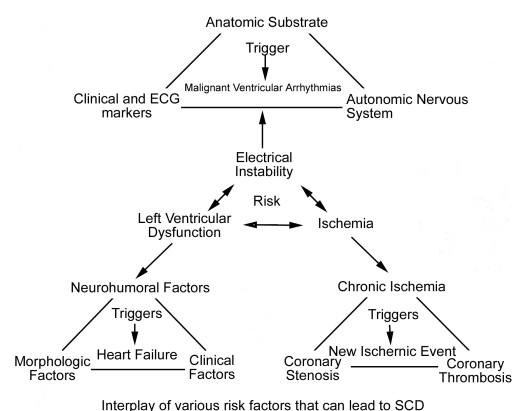 Anatomic Substrate
Trigger
Malignant Ventricular Arrhythmias
Clinical and ECG
markers
Autonomic Nervous
System
Electrical
Instability
Risk
Left Ventricular
Dysfunction
Ischemia
Neurohumoral Factors
Triggers
Heart Failure
Morphologic
Factors
Clinical
Factors
Chronic Ischemia
Triggers
New Ischernic Event
Coronary
Stenosis
Coronary
Thrombosis
Interplay of various risk factors that can lead to SCD